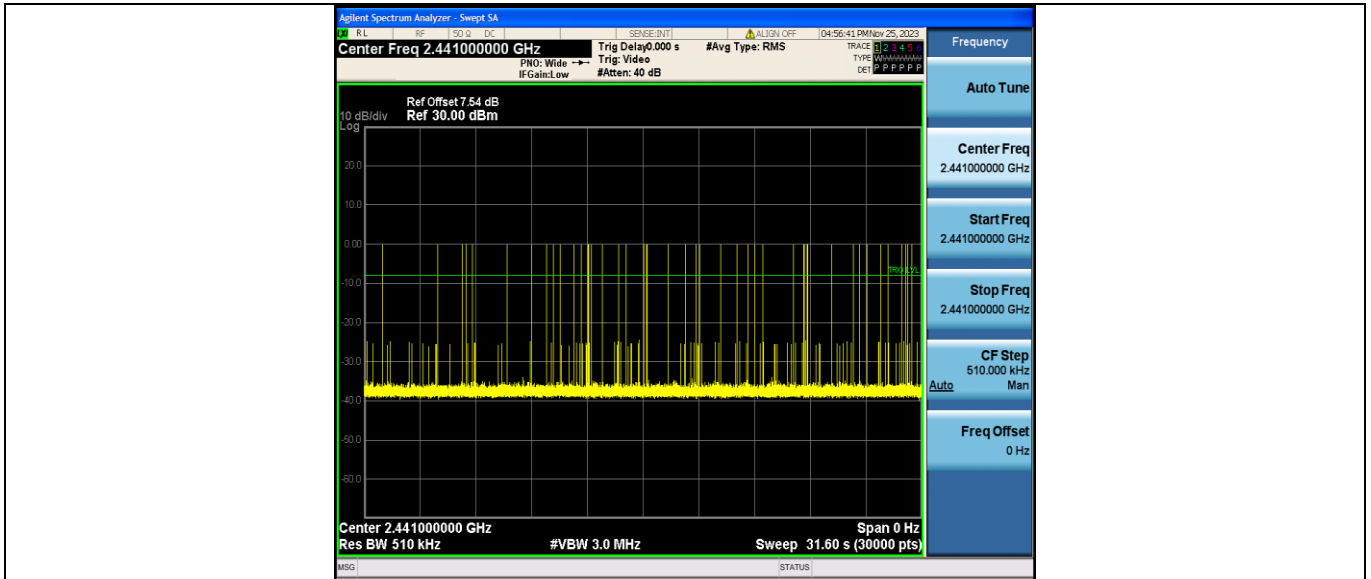 Agilent Spectrum Analyzer - Swept SA
LXI RL RF 50 Ω DC SENSE:INT ALIGN OFF 04:56:41 PM Nov 25, 2023
Center Freq 2.441000000 GHz Trig Delay0.000 s #Avg Type: RMS TRACE 1 2 3 4 5 6
PNO: Wide Trig: Video TYPE WWWWWW
IFGain:Low #Atten: 40 dB DET P P P P P P
Ref Offset 7.54 dB
10 dB/div Ref 30.00 dBm
Log
20.0
10.0
0.00
TRIG LVL
-10.0
-20.0
-30.0
-40.0
-50.0
-60.0
Center 2.441000000 GHz Span 0 Hz
Res BW 510 kHz #VBW 3.0 MHz Sweep 31.60 s (30000 pts)
MSG STATUS
Frequency
Auto Tune
Center Freq
2.441000000 GHz
Start Freq
2.441000000 GHz
Stop Freq
2.441000000 GHz
CF Step
510.000 kHz
Auto Man
Freq Offset
0 Hz